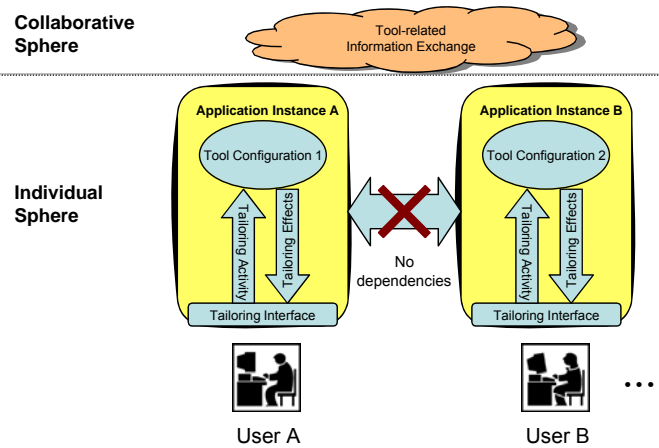 Collaborative
Sphere
Tool-related
Information Exchange
Individual
Sphere
Application Instance A
Tool Configuration 1
Tailoring Activity
Tailoring Effects
Tailoring Interface
User A
No
dependencies
Application Instance B
Tool Configuration 2
Tailoring Activity
Tailoring Effects
Tailoring Interface
User B
...